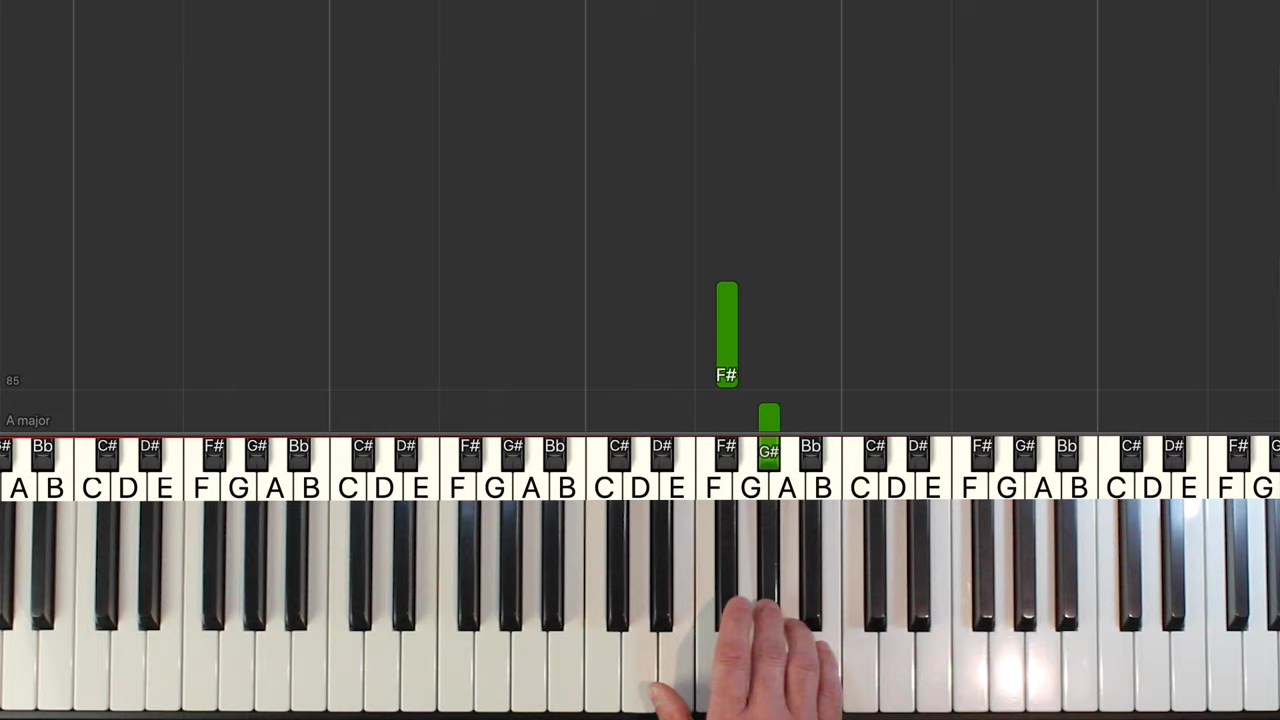 F#
85
A major
G# Bb C# D# F# G# Bb C# D# F# G# Bb C# D# F# G# Bb C# D# F# G# Bb C# D# F# G
A B C D E F G A B C D E F G A B C D E F G A B C D E F G A B C D E F G